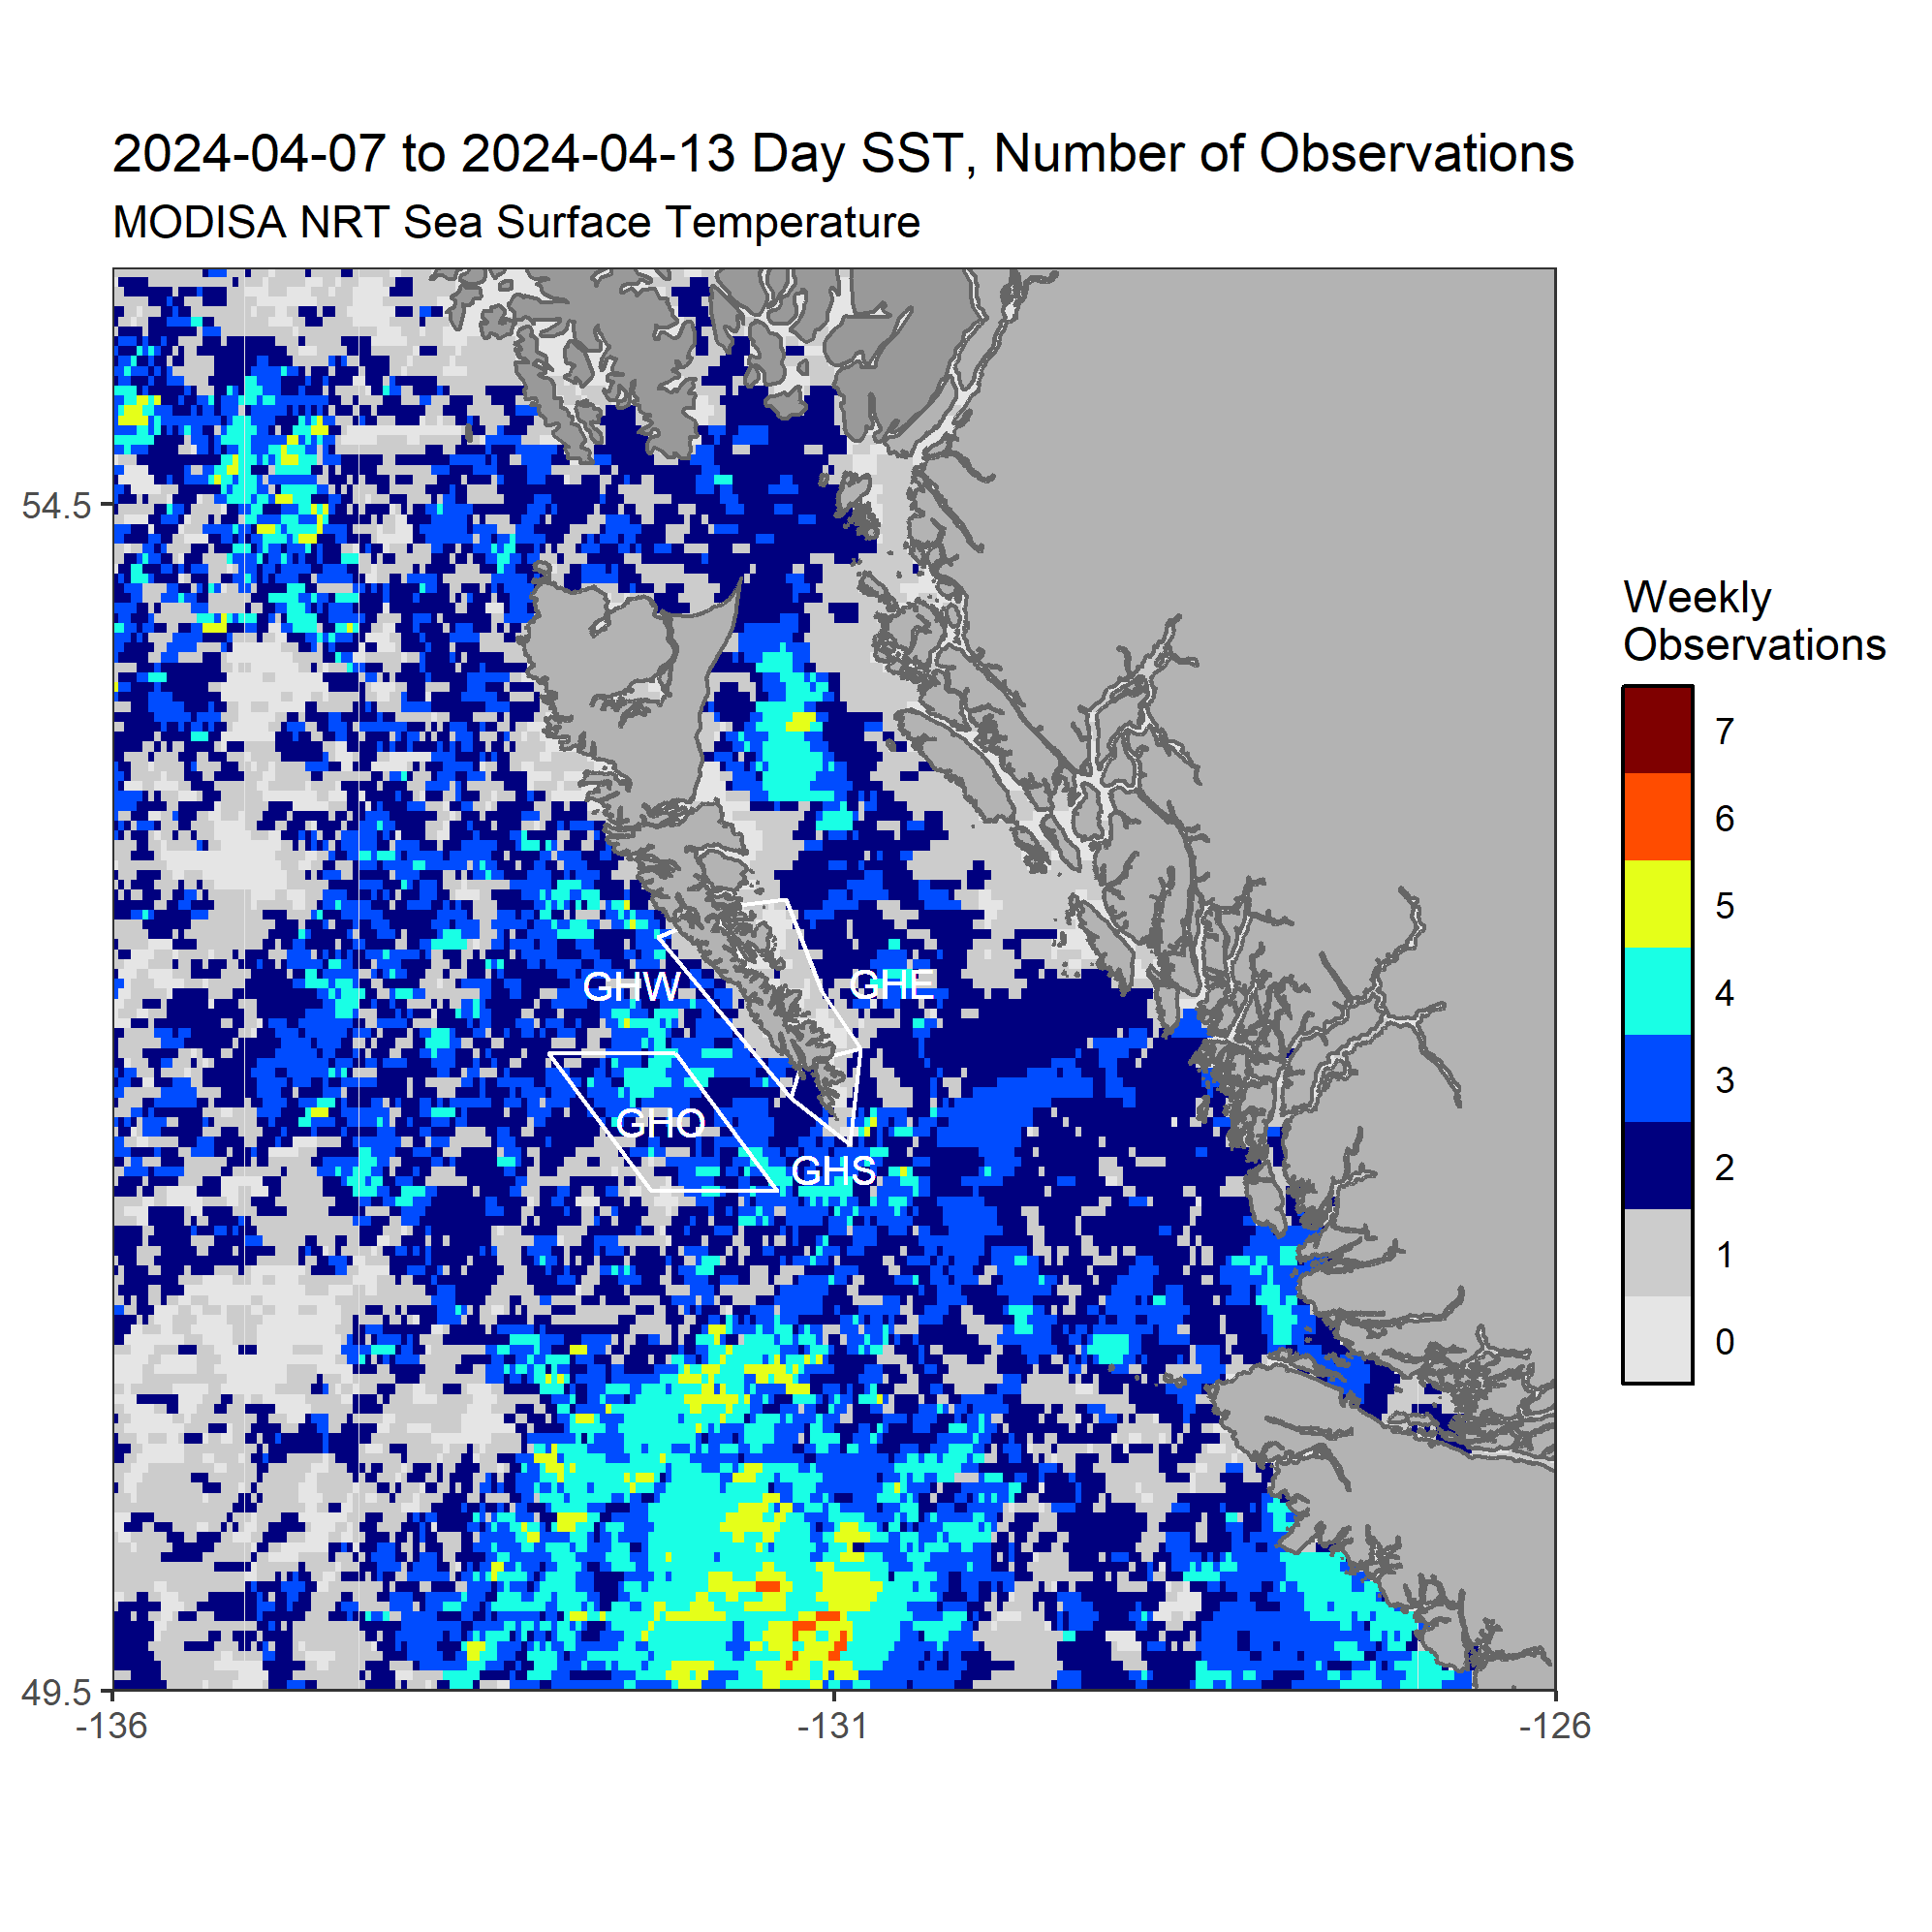 2024-04-07 to 2024-04-13 Day SST, Number of Observations
MODISA NRT Sea Surface Temperature
54.5
49.5
-136
-131
-126
GHW
GHE
GHO
GHS
Weekly
Observations
7
6
5
4
3
2
1
0